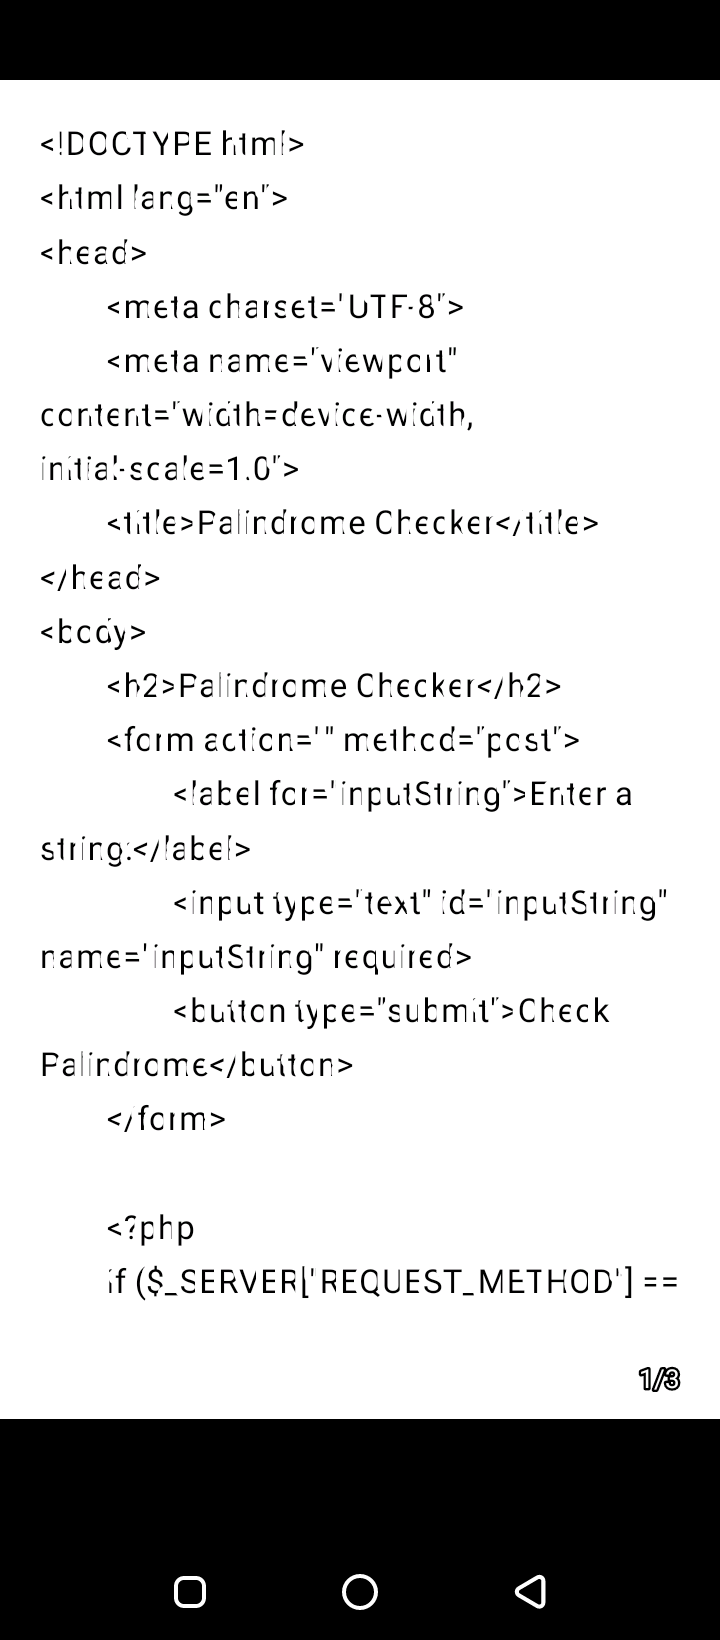 <!DOCTYPE html>
<html lang="en">
<head>
<meta charset="UTF-8">
<meta name="viewport"
content="width=device-width,
initial-scale=1.0">
<title>Palindrome Checker</title>
</head>
<body>
<h2>Palindrome Checker</h2>
<form action="" method="post">
<label for="inputString">Enter a
string:</label>
<input type="text" id="inputString"
name="inputString" required>
<button type="submit">Check
Palindrome</button>
</form>
<?php
if ($_SERVER['REQUEST_METHOD'] ==
1/3